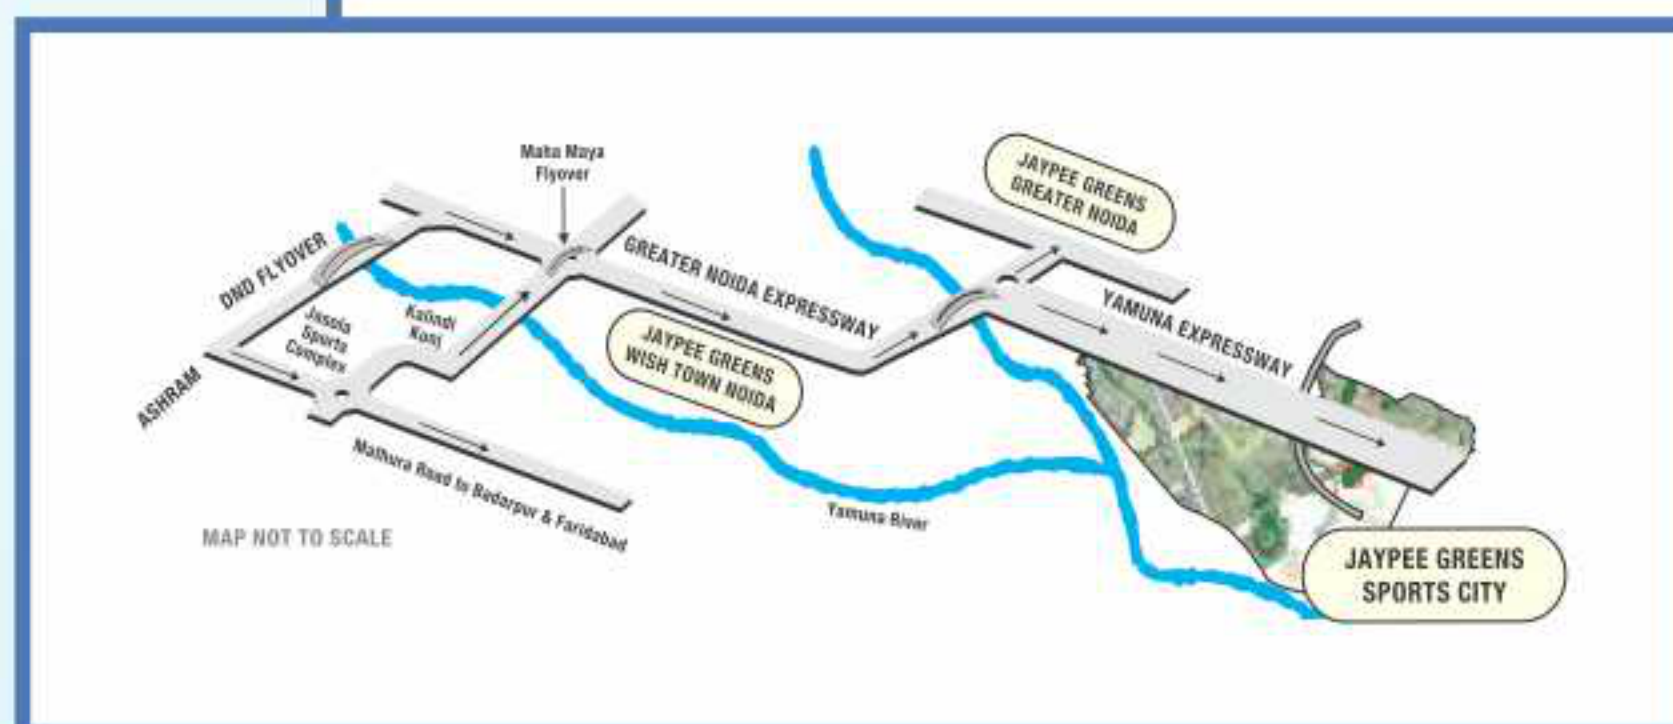 Maha Maya
Flyover
JAYPEE GREENS
GREATER NOIDA
DND FLYOVER
GREATER NOIDA EXPRESSWAY
YAMUNA EXPRESSWAY
Jasola
Sports
Complex
Kalindi
Kunj
JAYPEE GREENS
WISH TOWN NOIDA
ASHRAM
Mathura Road to Badarpur & Faridabad
Yamuna River
MAP NOT TO SCALE
JAYPEE GREENS
SPORTS CITY